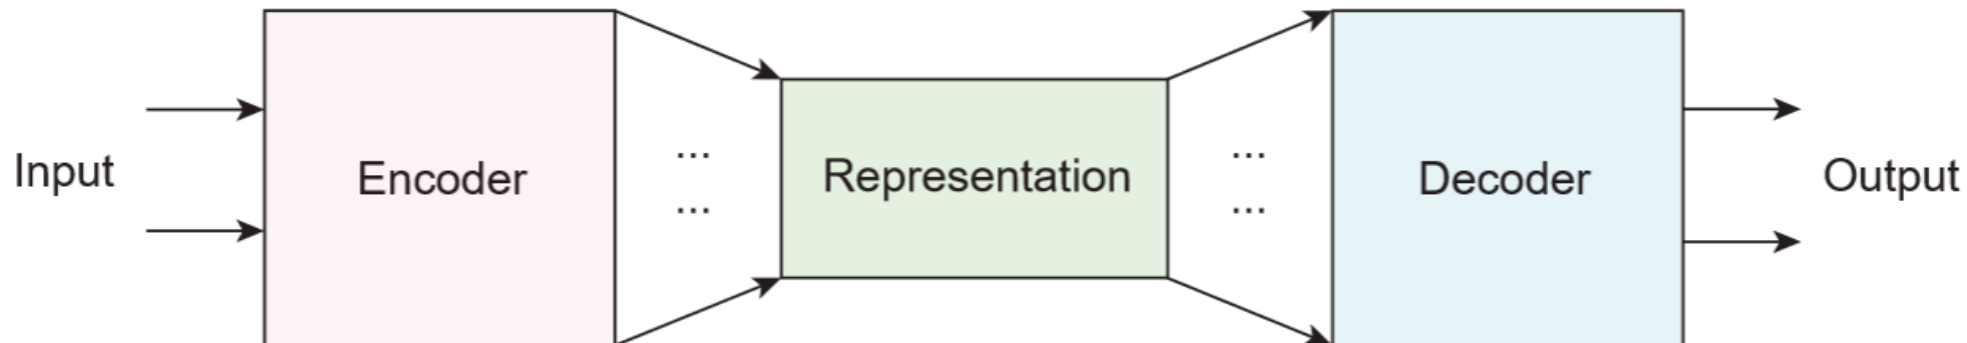 Input
Encoder
...
...
Representation
...
...
Decoder
Output